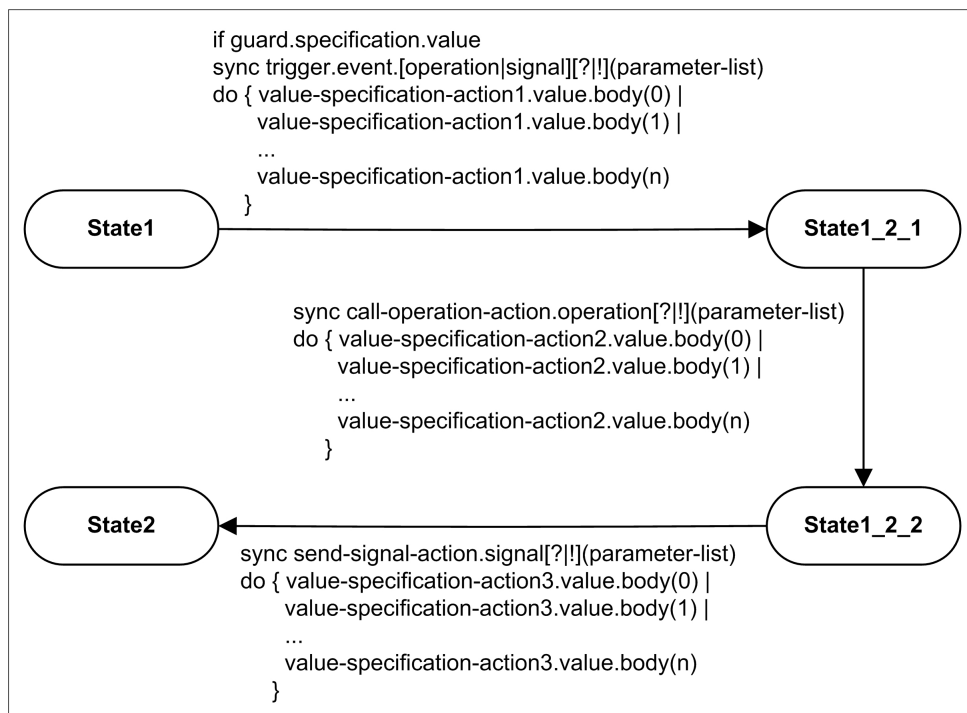 if guard.specification.value
sync trigger.event.[operation|signal][?|!](parameter-list)
do { value-specification-action1.value.body(0) |
value-specification-action1.value.body(1) |
...
value-specification-action1.value.body(n)
}
State1
State1_2_1
sync call-operation-action.operation[?|!](parameter-list)
do { value-specification-action2.value.body(0) |
value-specification-action2.value.body(1) |
...
value-specification-action2.value.body(n)
}
State2
State1_2_2
sync send-signal-action.signal[?|!](parameter-list)
do { value-specification-action3.value.body(0) |
value-specification-action3.value.body(1) |
...
value-specification-action3.value.body(n)
}